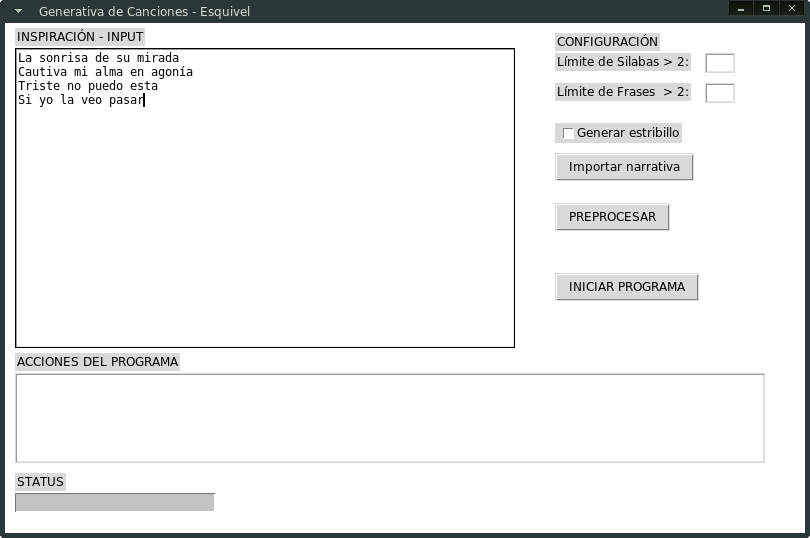 Generativa de Canciones - Esquivel
INSPIRACIÓN - INPUT
La sonrisa de su mirada
Cautiva mi alma en agonía
Triste no puedo esta
Si yo la veo pasar
CONFIGURACIÓN
Límite de Silabas > 2:
Límite de Frases > 2:
Generar estribillo
Importar narrativa
PREPROCESAR
INICIAR PROGRAMA
ACCIONES DEL PROGRAMA
STATUS